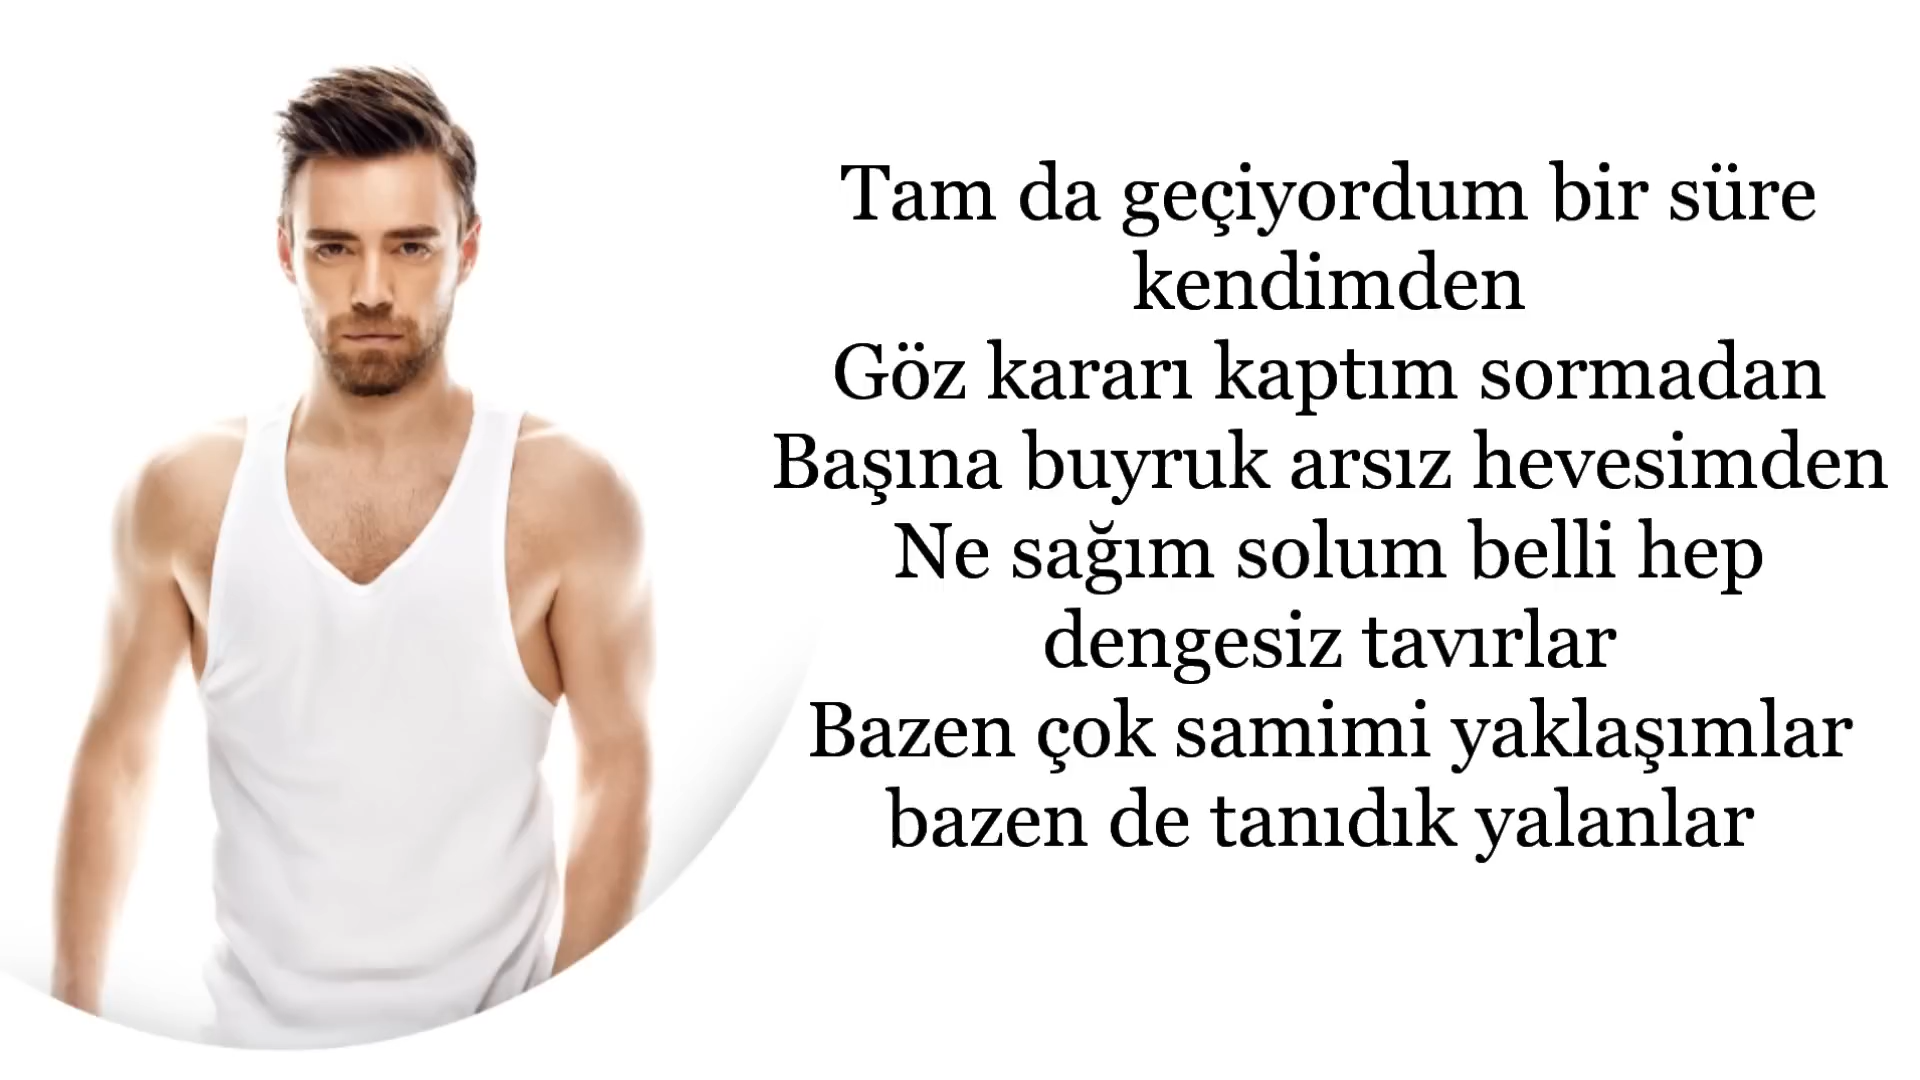 Tam da geçiyordum bir süre
kendimden
Göz kararı kaptım sormadan
Başına buyruk arsız hevesimden
Ne sağım solum belli hep
dengesiz tavırlar
Bazen çok samimi yaklaşımlar
bazen de tanıdık yalanlar